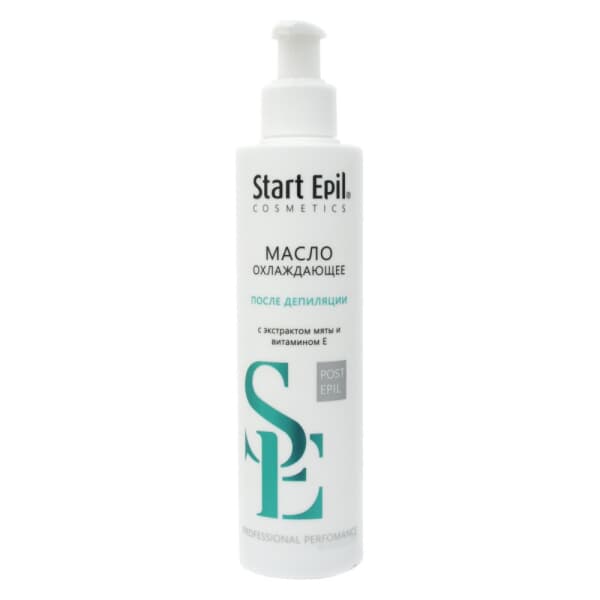 Start Epil®
COSMETICS
МАСЛО
ОХЛАЖДАЮЩЕЕ
ПОСЛЕ ДЕПИЛЯЦИИ
с экстрактом мяты и
витамином Е
POST
EPIL
SE
PROFESSIONAL PERFOMANCE